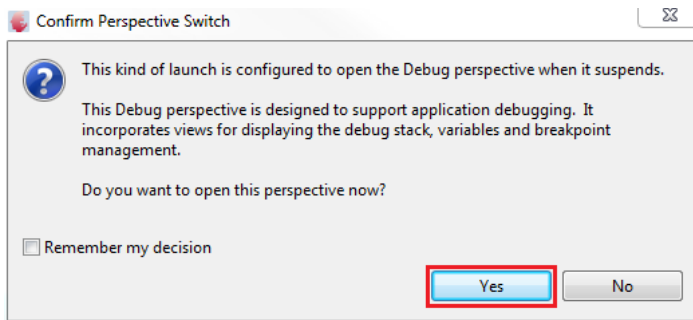 Confirm Perspective Switch
This kind of launch is configured to open the Debug perspective when it suspends.
This Debug perspective is designed to support application debugging. It
incorporates views for displaying the debug stack, variables and breakpoint
management.
Do you want to open this perspective now?
Remember my decision
Yes No